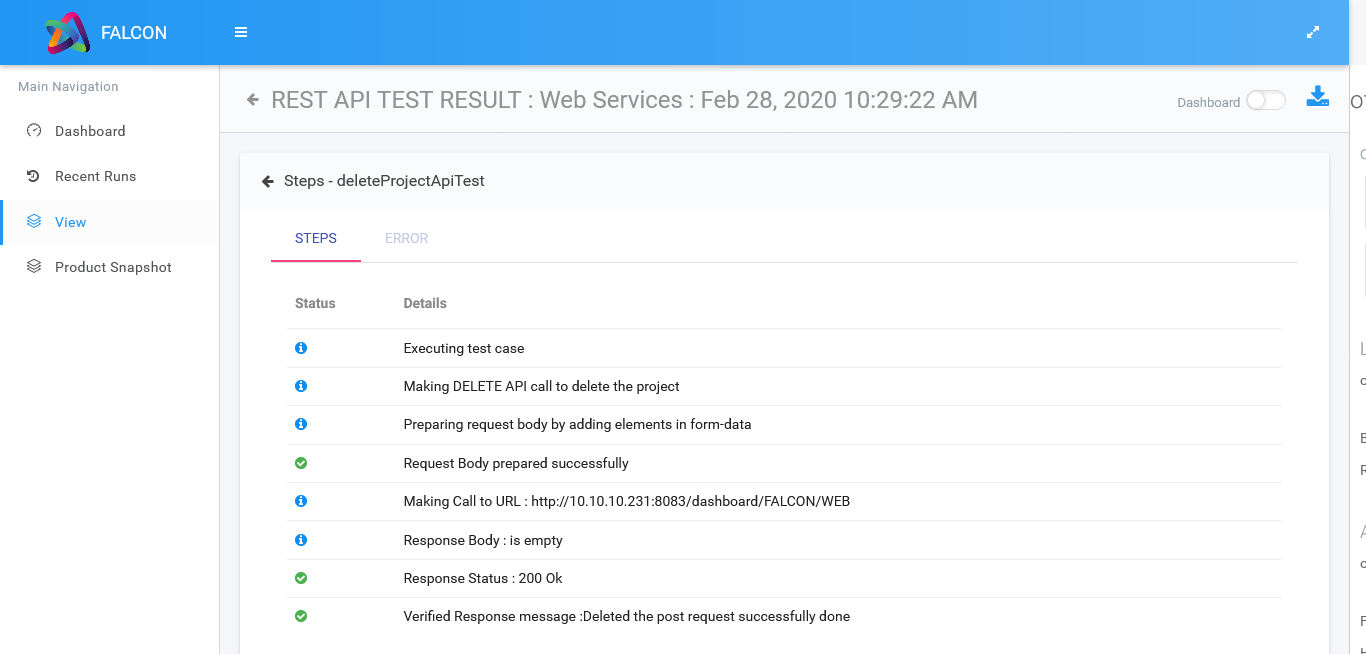 FALCON
Main Navigation
Dashboard
Recent Runs
View
Product Snapshot
REST API TEST RESULT : Web Services : Feb 28, 2020 10:29:22 AM
Dashboard
Steps - deleteProjectApiTest
STEPS ERROR
Status Details
Executing test case
Making DELETE API call to delete the project
Preparing request body by adding elements in form-data
Request Body prepared successfully
Making Call to URL : http://10.10.10.231:8083/dashboard/FALCON/WEB
Response Body : is empty
Response Status : 200 Ok
Verified Response message :Deleted the post request successfully done